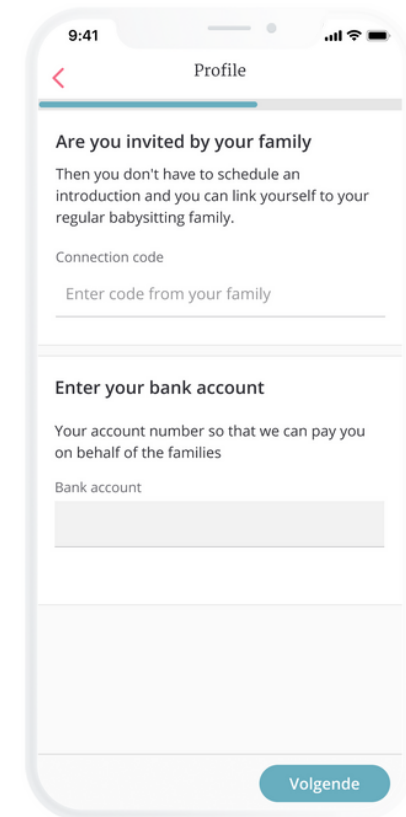 9:41
Profile
Are you invited by your family
Then you don't have to schedule an
introduction and you can link yourself to your
regular babysitting family.
Connection code
Enter code from your family
Enter your bank account
Your account number so that we can pay you
on behalf of the families
Bank account
Volgende